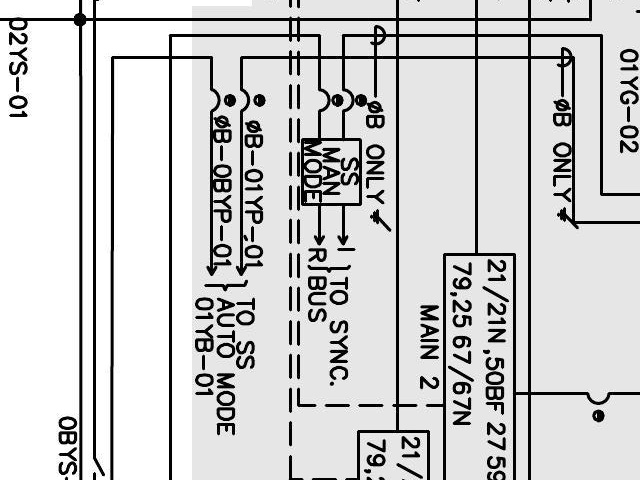 02YS-01
01YG-02
ØB ONLY
ØB ONLY
ØB-01YP-01
ØB-0BYP-01
SS
MAN
MODE
I } TO SYNC.
R BUS
TO SS
AUTO MODE
01YB-01
21/21N,50BF 27 59
79,25 67/67N
MAIN 2
21/
79,
0BYS-